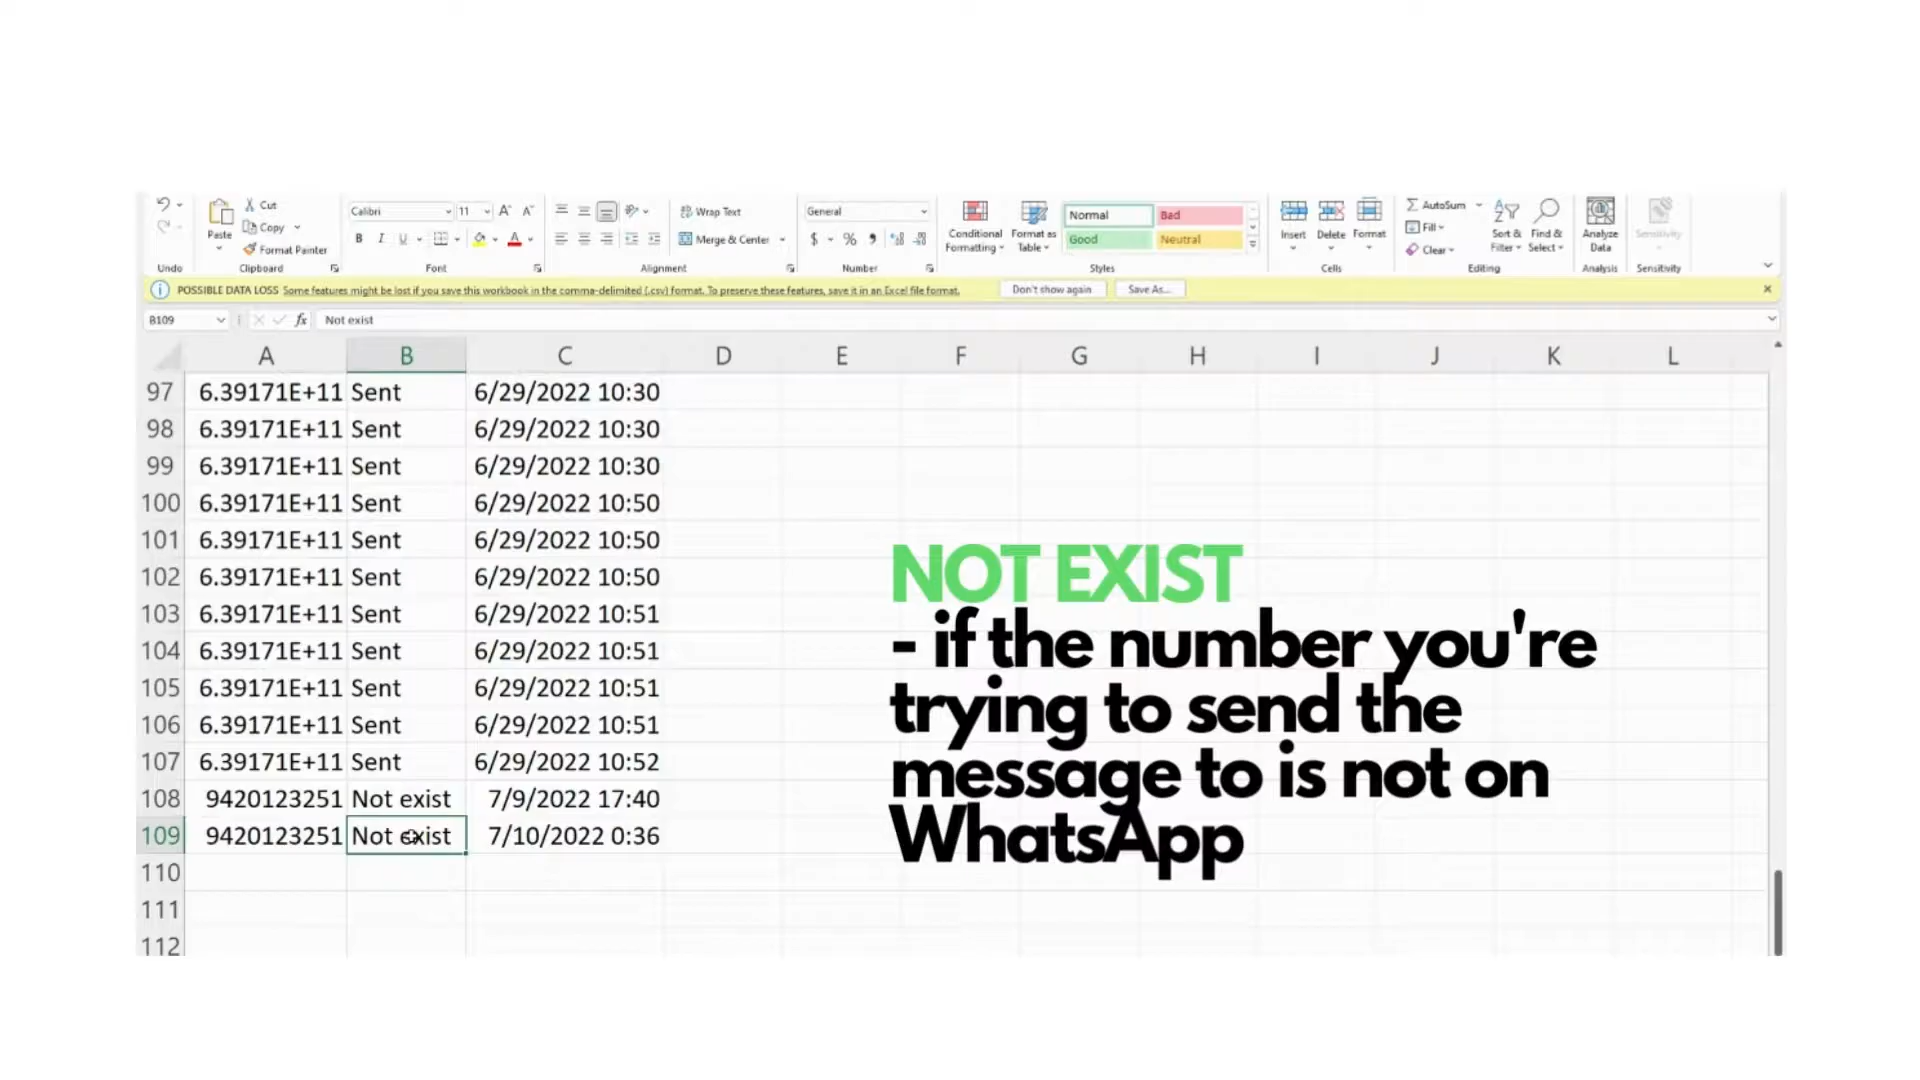 Cut
Copy
Paste
Format Painter
Undo
Clipboard
Calibri 11
B I U
Font
Wrap Text
Merge & Center
Alignment
General
$ %
Number
Conditional
Formatting
Format as
Table
Normal Bad
Good Neutral
Styles
Insert Delete Format
Cells
AutoSum
Fill
Clear
Sort &
Filter
Find &
Select
Editing
Analyze
Data
Analysis
Sensitivity
Sensitivity
POSSIBLE DATA LOSS Some features might be lost if you save this workbook in the comma-delimited (.csv) format. To preserve these features, save it in an Excel file format. Don't show again Save As...
B109 fx Not exist
A B C D E F G H I J K L
97 6.39171E+11 Sent 6/29/2022 10:30
98 6.39171E+11 Sent 6/29/2022 10:30
99 6.39171E+11 Sent 6/29/2022 10:30
100 6.39171E+11 Sent 6/29/2022 10:50
101 6.39171E+11 Sent 6/29/2022 10:50
102 6.39171E+11 Sent 6/29/2022 10:50
103 6.39171E+11 Sent 6/29/2022 10:51
104 6.39171E+11 Sent 6/29/2022 10:51
105 6.39171E+11 Sent 6/29/2022 10:51
106 6.39171E+11 Sent 6/29/2022 10:51
107 6.39171E+11 Sent 6/29/2022 10:52
108 9420123251 Not exist 7/9/2022 17:40
109 9420123251 Not exist 7/10/2022 0:36
110
111
112
NOT EXIST
- if the number you're
trying to send the
message to is not on
WhatsApp